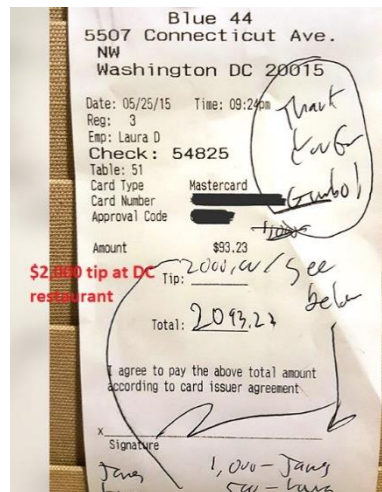 Blue 44
5507 Connecticut Ave.
NW
Washington DC 20015
Date: 05/25/15 Time: 09:24pm
Thank
Reg: 3
Emp: Laura D
Check: 54825
Table: 51
Card Type Mastercard
Card Number
Gumbo!
Approval Code
Amount $93.23
$2,000 tip at DC
restaurant
Tip: 2000,00/ See
below
Total: 2093.23
I agree to pay the above total amount
according to card issuer agreement
X
Signature
1,000 - James